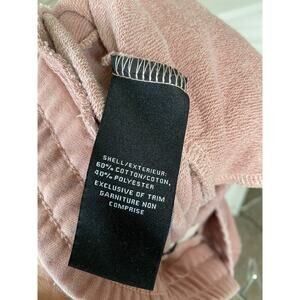 SHELL/EXTERIEUR:
60% COTTON/COTON,
40% POLYESTER
EXCLUSIVE OF TRIM
GARNITURE NON
COMPRISE